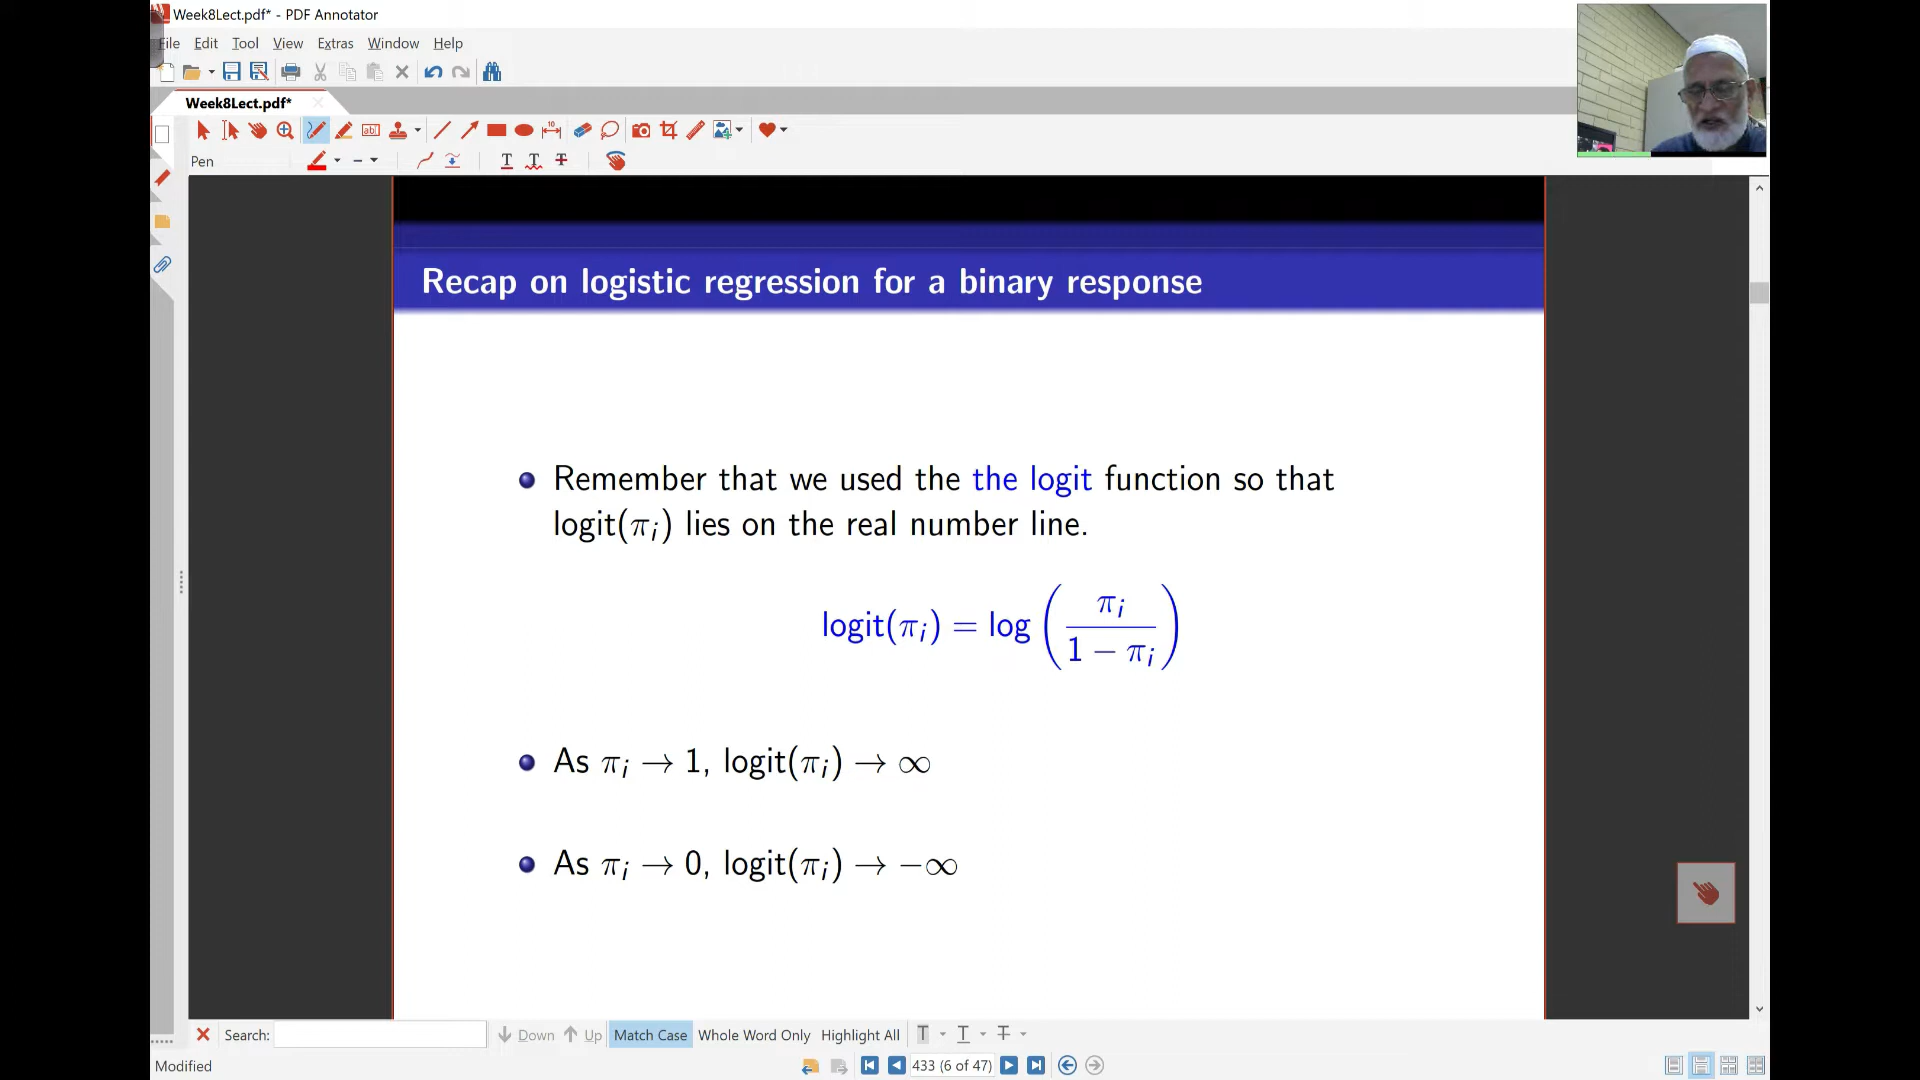 Week8Lect.pdf* - PDF Annotator
File Edit Tool View Extras Window Help
Week8Lect.pdf*
Pen
Recap on logistic regression for a binary response
Remember that we used the the logit function so that
logit(πᵢ) lies on the real number line.
logit(πᵢ) = log (πᵢ / 1 − πᵢ)
As πᵢ → 1, logit(πᵢ) → ∞
As πᵢ → 0, logit(πᵢ) → −∞
Search: Down Up Match Case Whole Word Only Highlight All
Modified 433 (6 of 47)